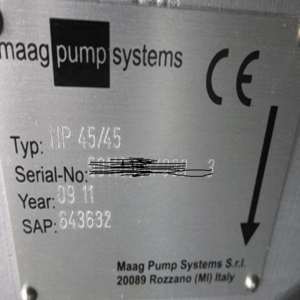 maag pump systems
CE
Typ: NP 45/45
Serial-No:
Year: 09 11
SAP: 643632
Maag Pump Systems S.r.l.
20089 Rozzano (MI) Italy